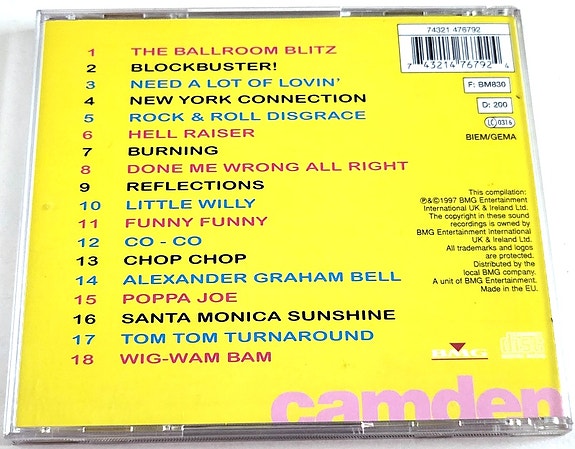 74321 476792
7 43214 76792 4
F: BM830
D: 200
LC 0316
BIEM/GEMA
1 THE BALLROOM BLITZ
2 BLOCKBUSTER!
3 NEED A LOT OF LOVIN'
4 NEW YORK CONNECTION
5 ROCK & ROLL DISGRACE
6 HELL RAISER
7 BURNING
8 DONE ME WRONG ALL RIGHT
9 REFLECTIONS
10 LITTLE WILLY
11 FUNNY FUNNY
12 CO - CO
13 CHOP CHOP
14 ALEXANDER GRAHAM BELL
15 POPPA JOE
16 SANTA MONICA SUNSHINE
17 TOM TOM TURNAROUND
18 WIG-WAM BAM
This compilation:
℗&©1997 BMG Entertainment
International UK & Ireland Ltd.
The copyright in these sound
recordings is owned by
BMG Entertainment International
UK & Ireland Ltd.
All trademarks and logos
are protected.
Distributed by the
local BMG company.
A unit of BMG Entertainment.
Made in the EU.
BMG
camden